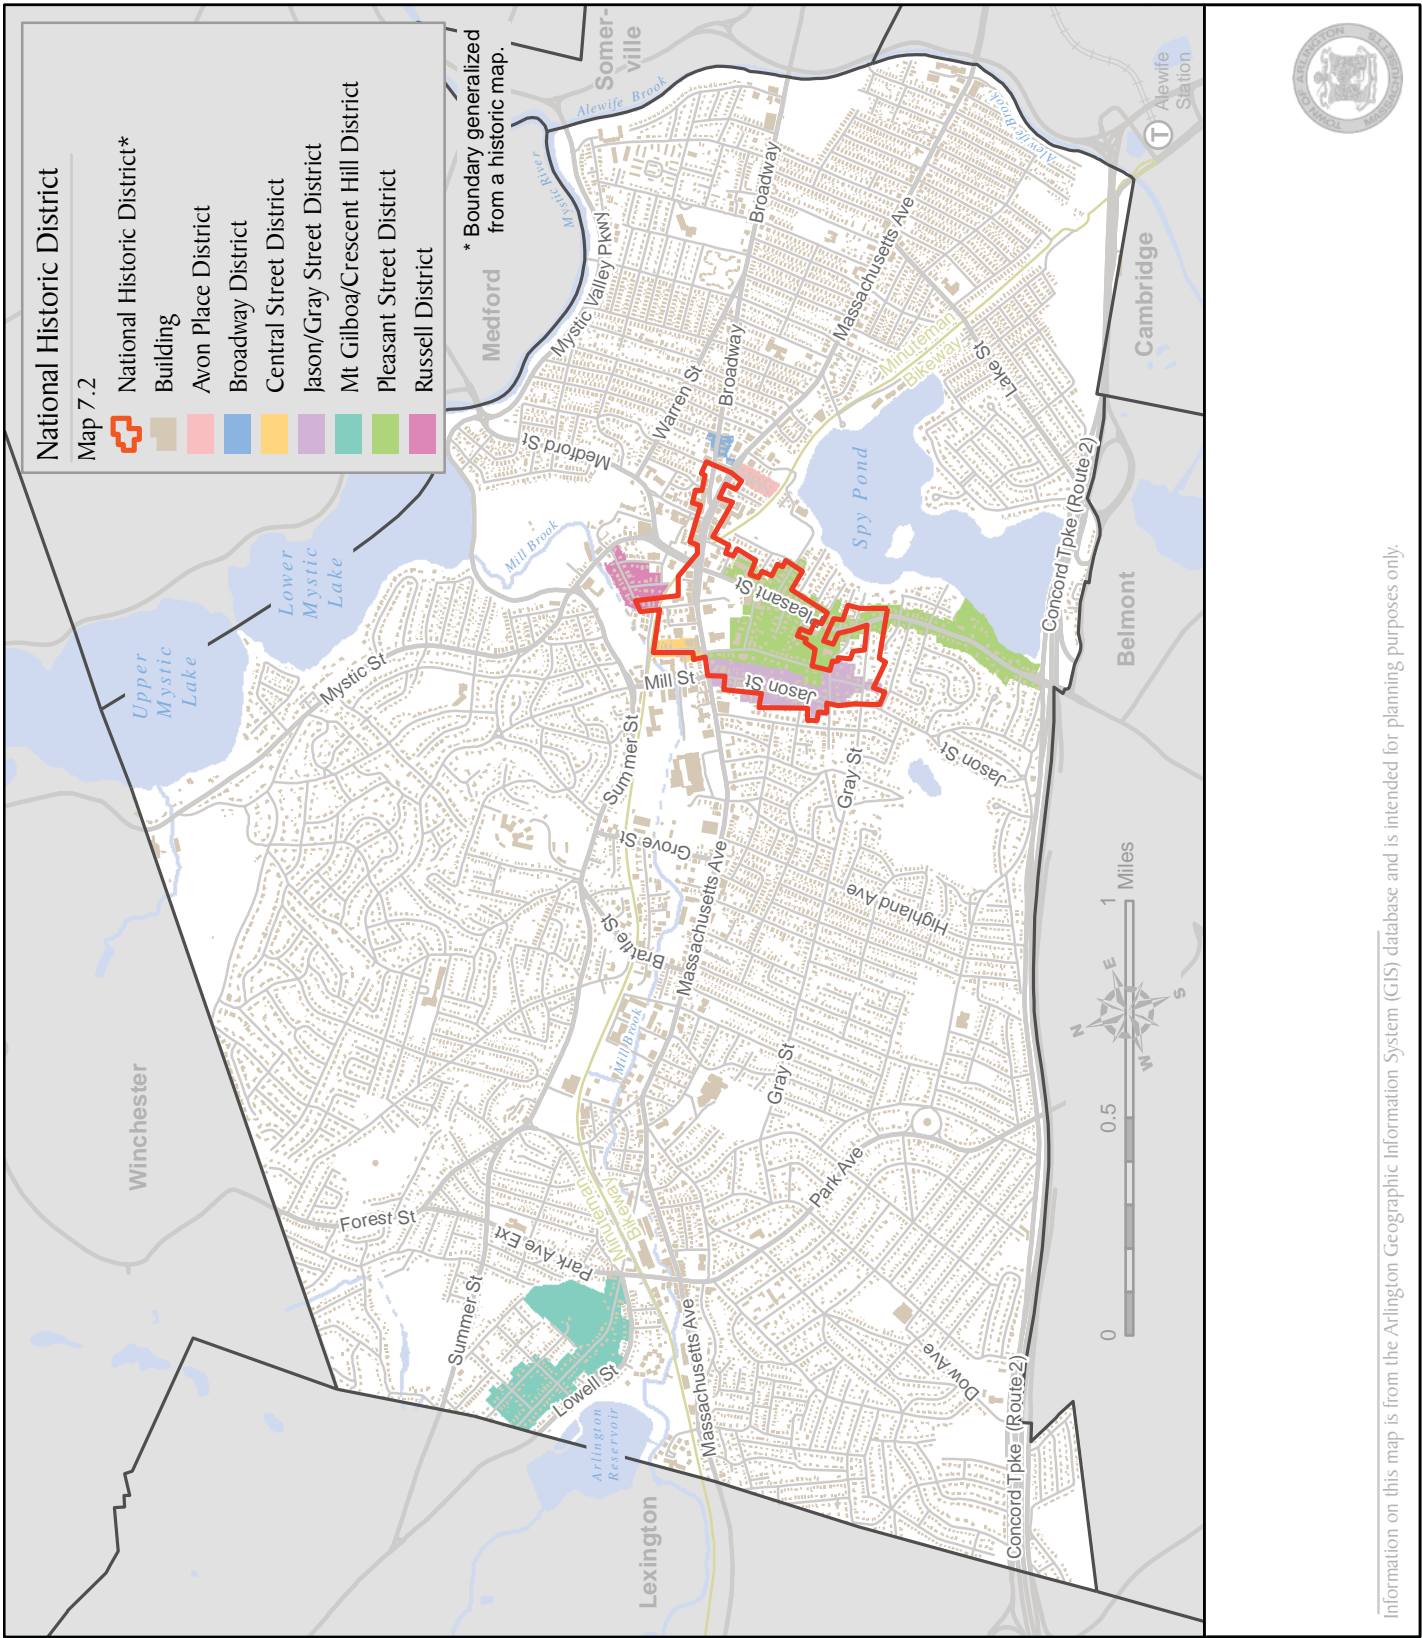 National Historic District
Map 7.2
National Historic District*
Building
Avon Place District
Broadway District
Central Street District
Jason/Gray Street District
Mt Gilboa/Crescent Hill District
Pleasant Street District
Russell District
* Boundary generalized
from a historic map.
Winchester
Medford
Somer-
ville
Lexington
Belmont
Cambridge
Upper
Mystic
Lake
Lower
Mystic
Lake
Mystic River
Alewife Brook
Alewife Brook
Mill Brook
Mill Brook
Spy Pond
Arlington
Reservoir
Forest St
Summer St
Park Ave Ext
Lowell St
Minuteman
Bikeway
Massachusetts Ave
Mystic St
Summer St
Grove St
Brattle St
Massachusetts Ave
Mill St
Jason St
Pleasant St
Medford St
Warren St
Mystic Valley Pkwy
Broadway
Broadway
Massachusetts Ave
Minuteman
Bikeway
Lake St
Gray St
Jason St
Highland Ave
Gray St
Park Ave
Dow Ave
Concord Tpke (Route 2)
Concord Tpke (Route 2)
T
Alewife
Station
N
E
S
W
0
0.5
1
Miles
TOWN OF ARLINGTON
MASSACHUSETTS
Information on this map is from the Arlington Geographic Information System (GIS) database and is intended for planning purposes only.